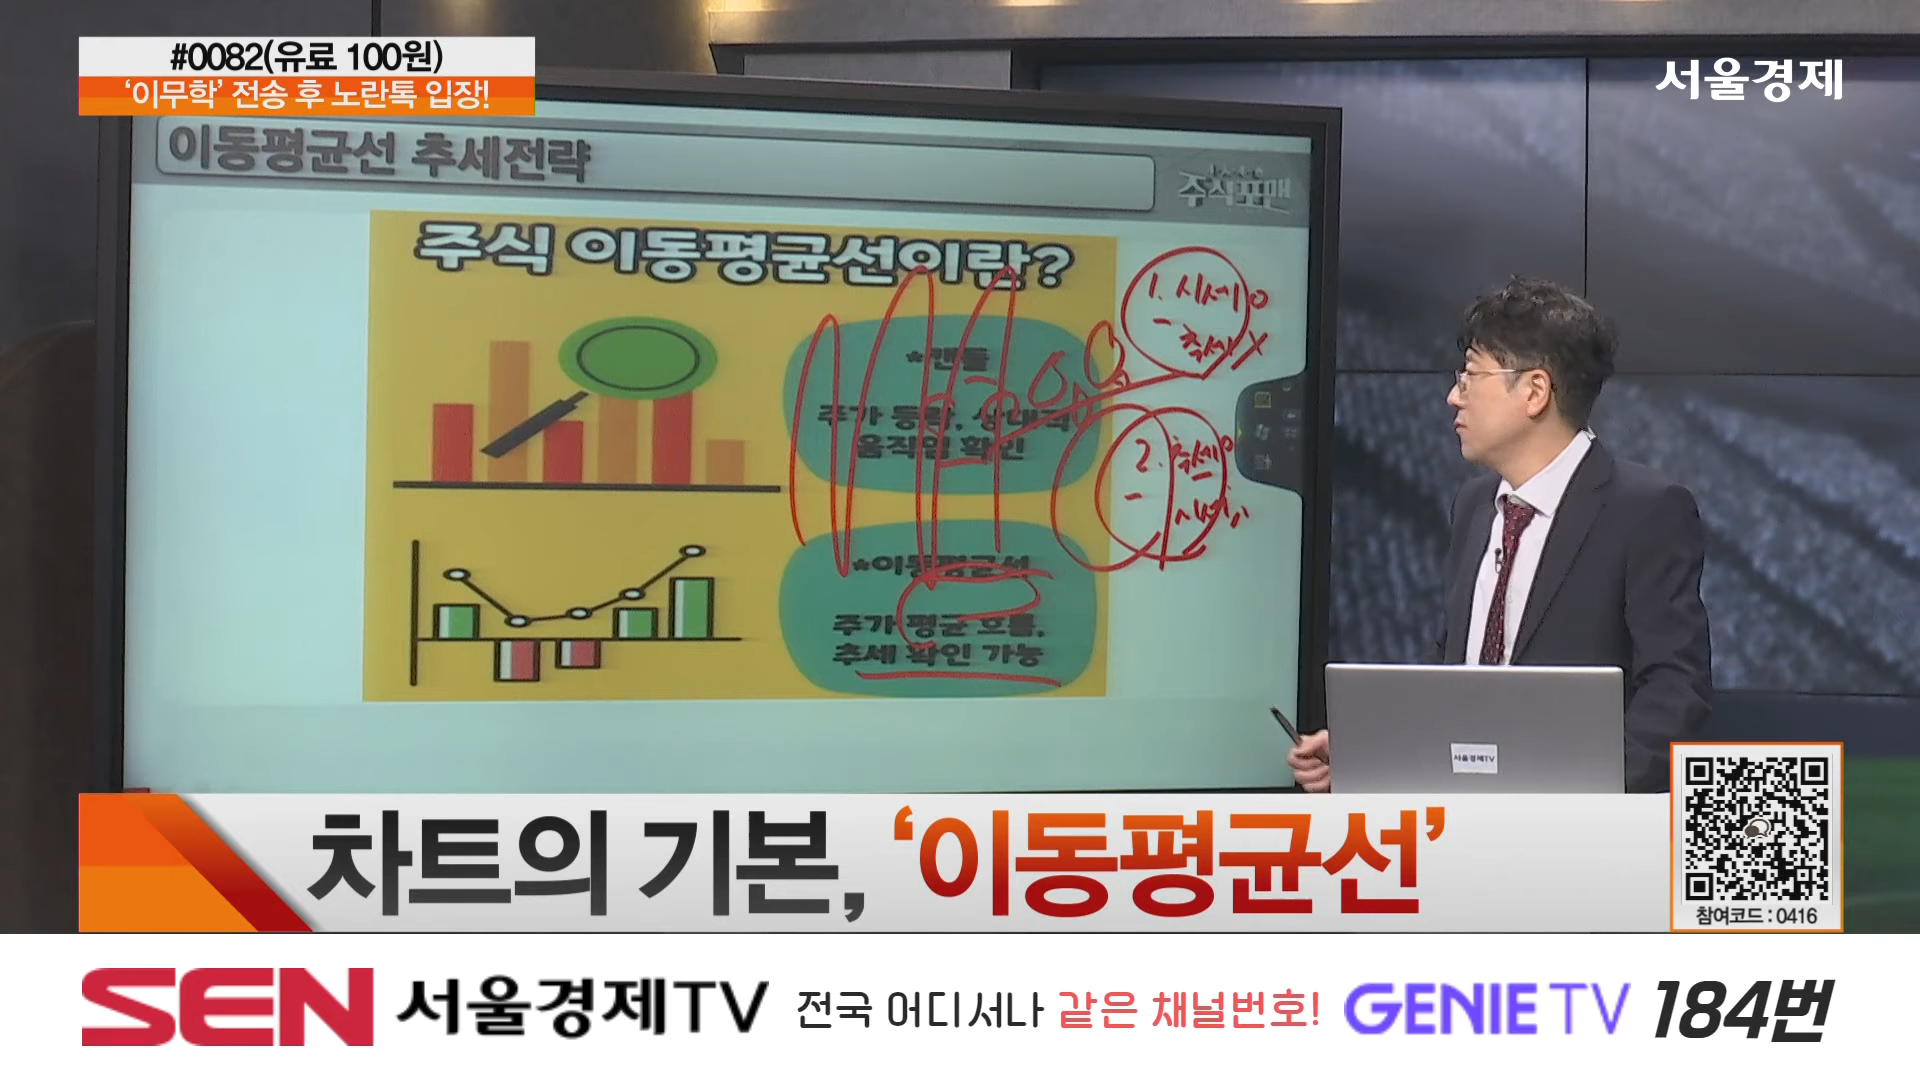 #0082(유료 100원)
‘이무학’ 전송 후 노란톡 입장!
서울경제
이동평균선 추세전략
주식포맨
주식 이동평균선이란?
*캔들
주가 등락, 상대적
움직임 확인
1. 시세 O
- 추세 X
2. 추세 O
- 시세
*이동평균선
주가 평균 흐름,
추세 확인 가능
서울경제TV
차트의 기본, ‘이동평균선’
참여코드 : 0416
SEN 서울경제TV 전국 어디서나 같은 채널번호! GENIE TV 184번